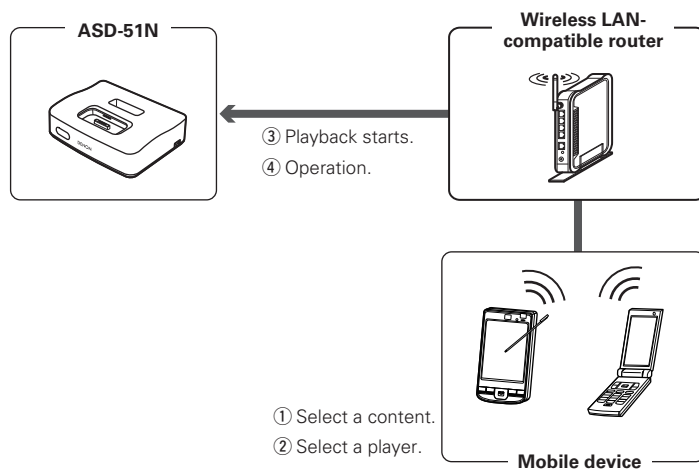 ASD-51N
Wireless LAN-
compatible router
③ Playback starts.
④ Operation.
① Select a content.
② Select a player.
Mobile device
DENON